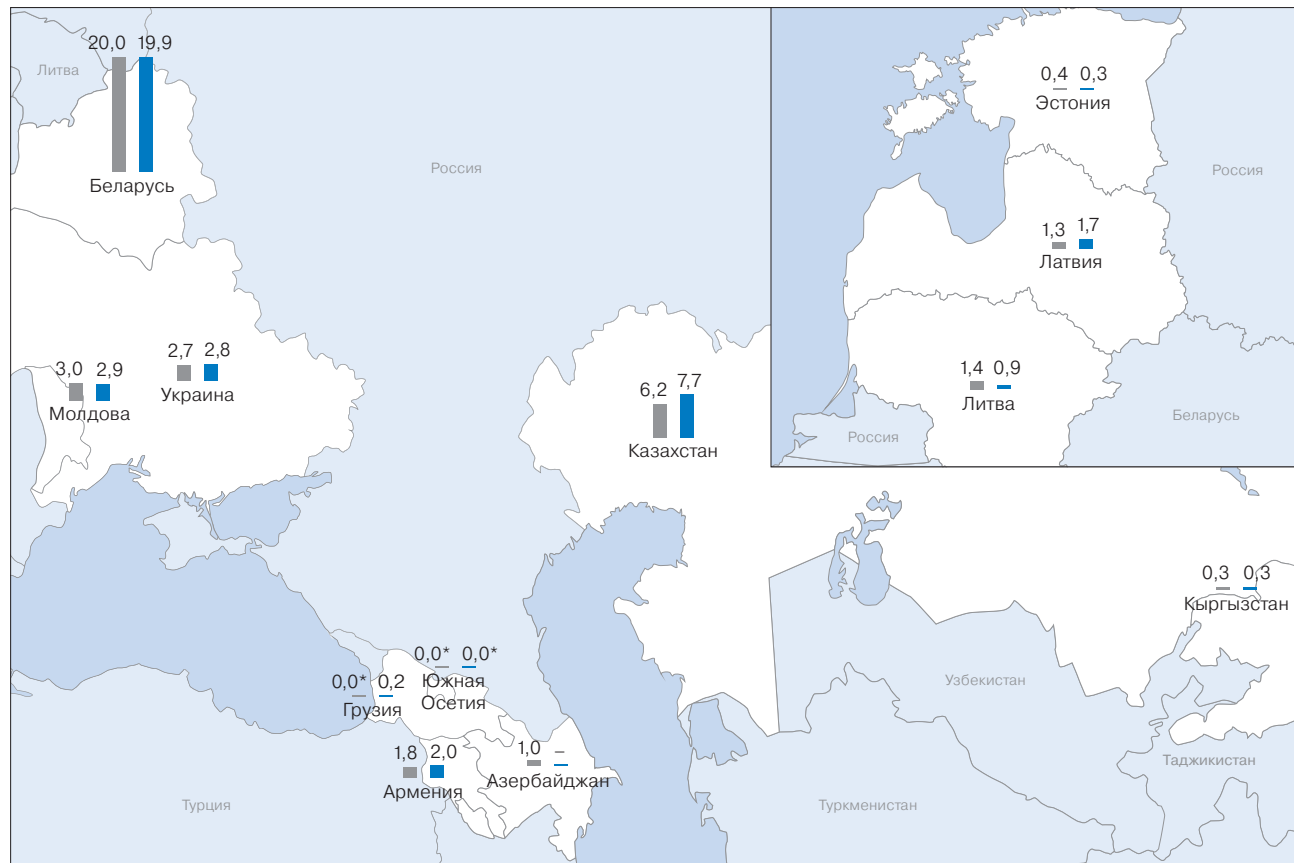 20,0 19,9
Литва
Беларусь
Россия
3,0 2,9
Молдова
2,7 2,8
Украина
6,2 7,7
Казахстан
0,4 0,3
Эстония
Россия
1,3 1,7
Латвия
1,4 0,9
Литва
Россия
Беларусь
0,3 0,3
Кыргызстан
0,0* 0,0*
Южная
Осетия
0,0* 0,2
Грузия
1,8 2,0
Армения
1,0 –
Азербайджан
Узбекистан
Таджикистан
Турция
Туркменистан